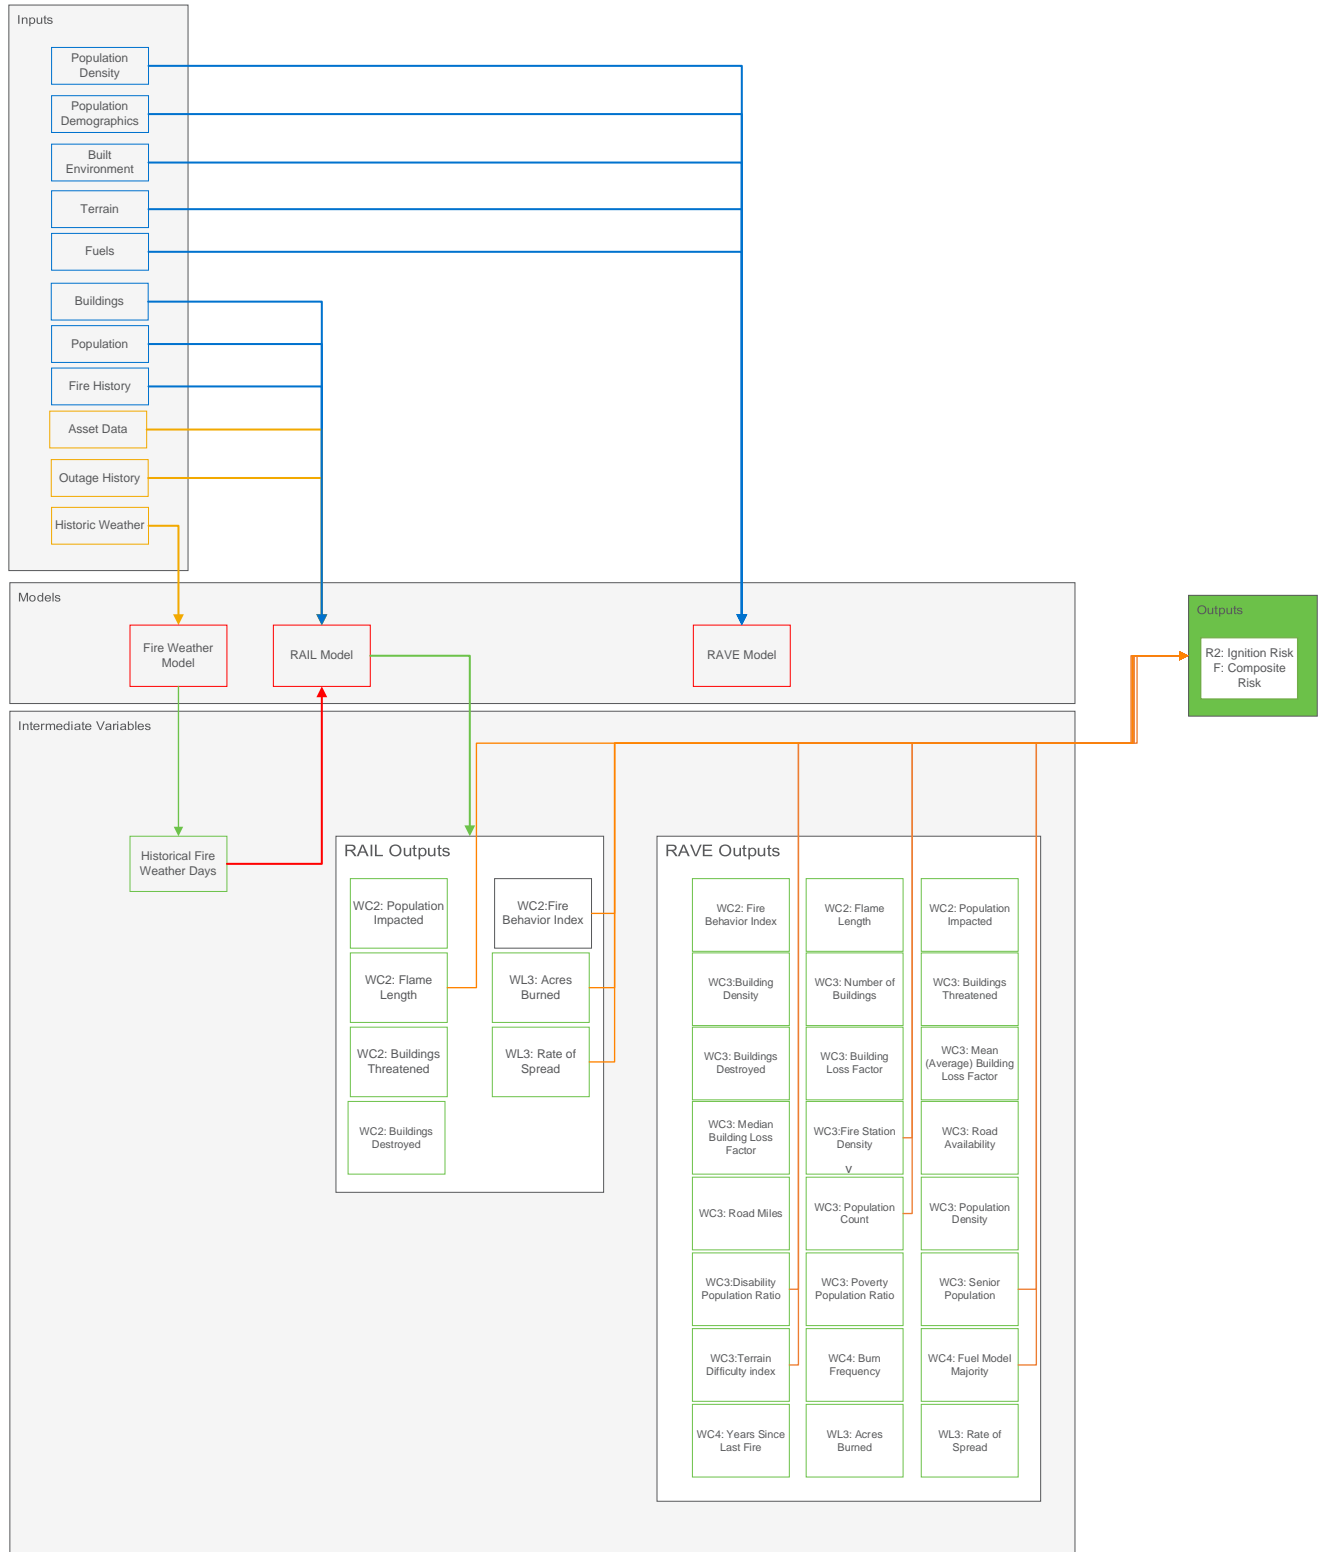 Inputs
Population
Density
Population
Demographics
Built
Environment
Terrain
Fuels
Buildings
Population
Fire History
Asset Data
Outage History
Historic Weather
Models
Fire Weather
Model
RAIL Model
RAVE Model
Outputs
R2: Ignition Risk
F: Composite
Risk
Intermediate Variables
Historical Fire
Weather Days
RAIL Outputs
WC2: Population
Impacted
WC2:Fire
Behavior Index
WC2: Flame
Length
WL3: Acres
Burned
WC2: Buildings
Threatened
WL3: Rate of
Spread
WC2: Buildings
Destroyed
RAVE Outputs
WC2: Fire
Behavior Index
WC2: Flame
Length
WC2: Population
Impacted
WC3:Building
Density
WC3: Number of
Buildings
WC3: Buildings
Threatened
WC3: Buildings
Destroyed
WC3: Building
Loss Factor
WC3: Mean
(Average) Building
Loss Factor
WC3: Median
Building Loss
Factor
WC3:Fire Station
Density
v
WC3: Road
Availability
WC3: Road Miles
WC3: Population
Count
WC3: Population
Density
WC3:Disability
Population Ratio
WC3: Poverty
Population Ratio
WC3: Senior
Population
WC3:Terrain
Difficulty index
WC4: Burn
Frequency
WC4: Fuel Model
Majority
WC4: Years Since
Last Fire
WL3: Acres
Burned
WL3: Rate of
Spread